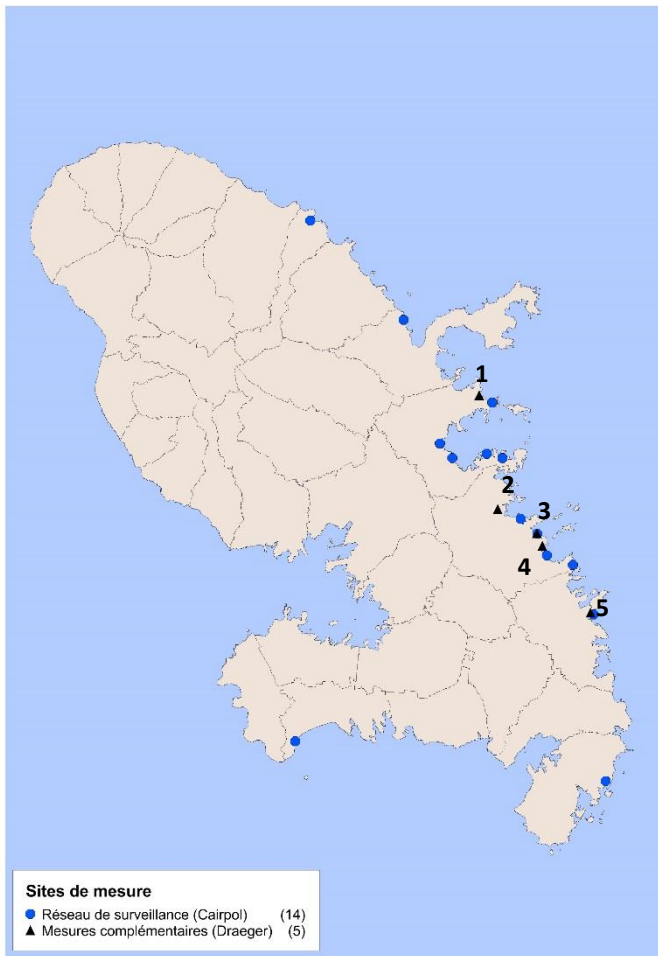 1
2
3
4
5
Sites de mesure
Réseau de surveillance (Cairpol) (14)
Mesures complémentaires (Draeger) (5)